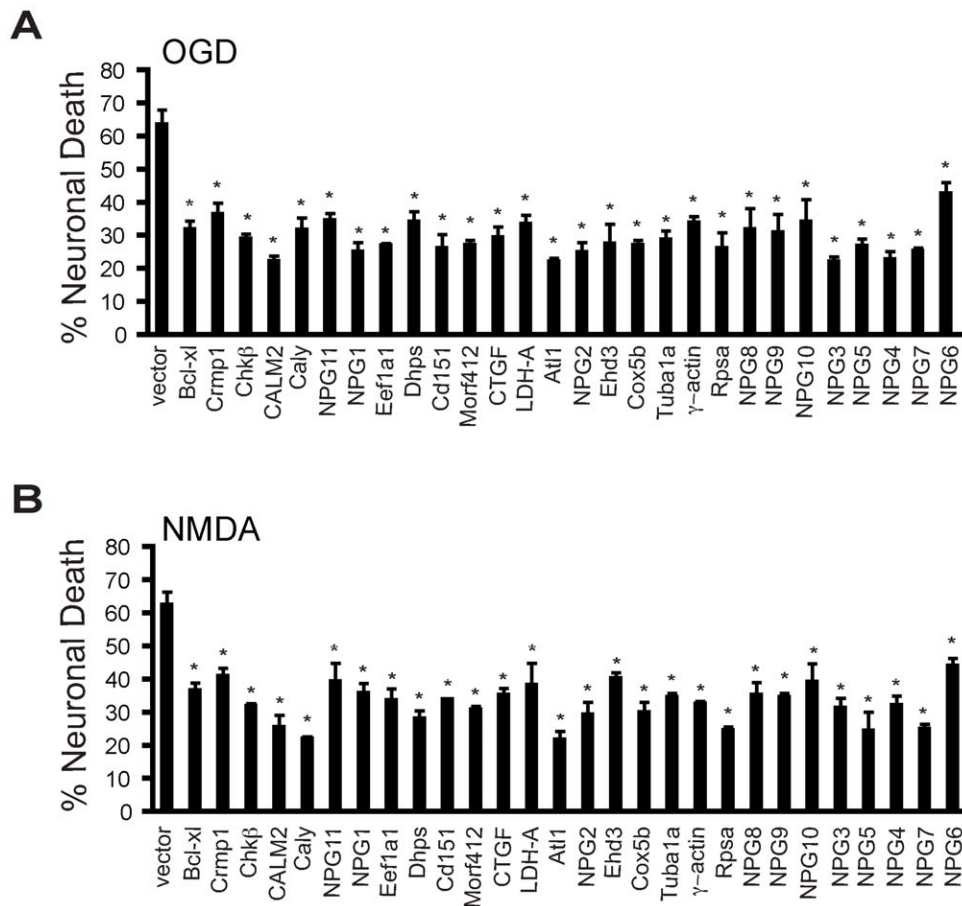 A
OGD
% Neuronal Death
80
70
60
50
40
30
20
10
0
* * * * * * * * * * * * * * * * * * * * * * * * * * *
vector
Bcl-xl
Crmp1
Chkβ
CALM2
Caly
NPG11
NPG1
Eef1a1
Dhps
Cd151
Morf412
CTGF
LDH-A
Atl1
NPG2
Ehd3
Cox5b
Tuba1a
γ-actin
Rpsa
NPG8
NPG9
NPG10
NPG3
NPG5
NPG4
NPG7
NPG6
B
NMDA
% Neuronal Death
80
70
60
50
40
30
20
10
0
* * * * * * * * * * * * * * * * * * * * * * * * * * * *
vector
Bcl-xl
Crmp1
Chkβ
CALM2
Caly
NPG11
NPG1
Eef1a1
Dhps
Cd151
Morf412
CTGF
LDH-A
Atl1
NPG2
Ehd3
Cox5b
Tuba1a
γ-actin
Rpsa
NPG8
NPG9
NPG10
NPG3
NPG5
NPG4
NPG7
NPG6